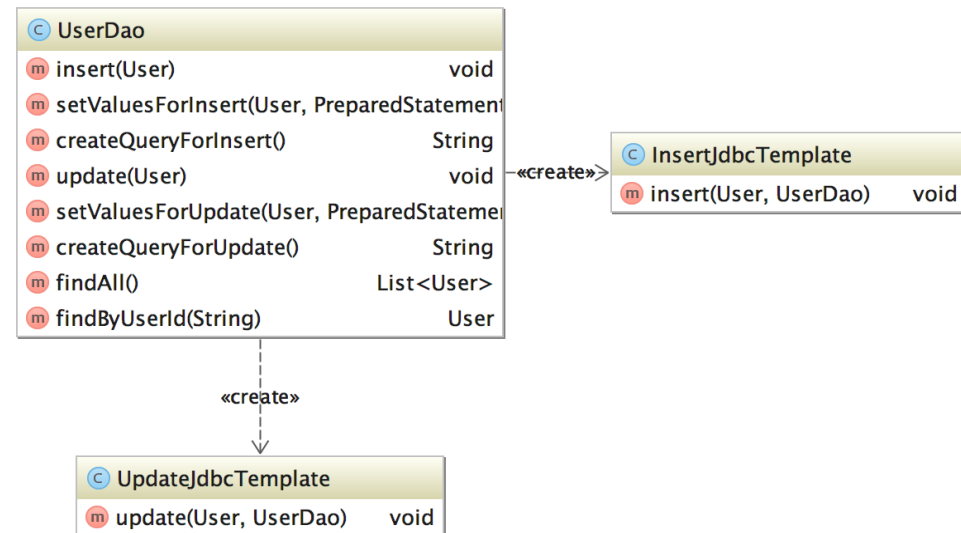 C UserDao
m insert(User) void
m setValuesForInsert(User, PreparedStatement
m createQueryForInsert() String
m update(User) void
m setValuesForUpdate(User, PreparedStatemen
m createQueryForUpdate() String
m findAll() List<User>
m findByUserId(String) User
«create»
C InsertJdbcTemplate
m insert(User, UserDao) void
«create»
C UpdateJdbcTemplate
m update(User, UserDao) void